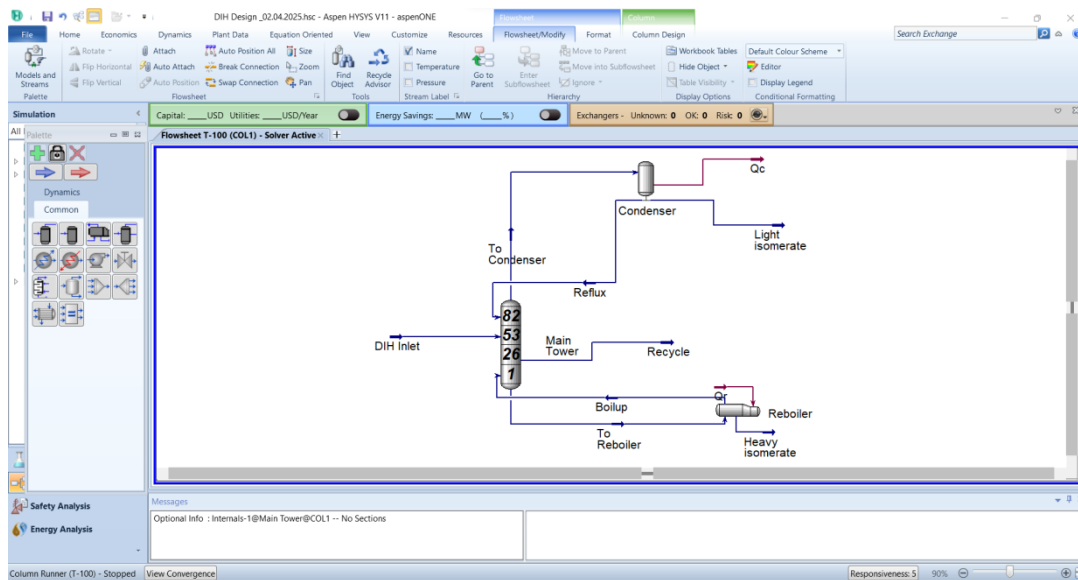 DIH Design _02.04.2025.hsc - Aspen HYSYS V11 - aspenONE
Flowsheet
Column
File Home Economics Dynamics Plant Data Equation Oriented View Customize Resources Flowsheet/Modify Format Column Design
Search Exchange
Models and Streams
Palette
Rotate
Flip Horizontal
Flip Vertical
Attach
Auto Attach
Auto Position
Auto Position All
Break Connection
Swap Connection
Size
Zoom
Pan
Flowsheet
Find Object
Recycle Advisor
Tools
Name
Temperature
Pressure
Stream Label
Go to Parent
Enter Subflowsheet
Move to Parent
Move into Subflowsheet
Ignore
Hierarchy
Workbook Tables
Hide Object
Table Visibility
Display Options
Default Colour Scheme
Editor
Display Legend
Conditional Formatting
Simulation
Capital: ____USD Utilities: ____USD/Year
Energy Savings: ____MW (____%)
Exchangers - Unknown: 0 OK: 0 Risk: 0
All
Palette
Flowsheet T-100 (COL1) - Solver Active
Dynamics
Common
Qc
Condenser
Light
isomerate
To
Condenser
Reflux
82
53
26
1
DIH Inlet
Main
Tower
Recycle
Qr
Boilup
Reboiler
To
Reboiler
Heavy
isomerate
Safety Analysis
Energy Analysis
Messages
Optional Info : Internals-1@Main Tower@COL1 -- No Sections
Column Runner (T-100) - Stopped View Convergence
Responsiveness: 5 90%